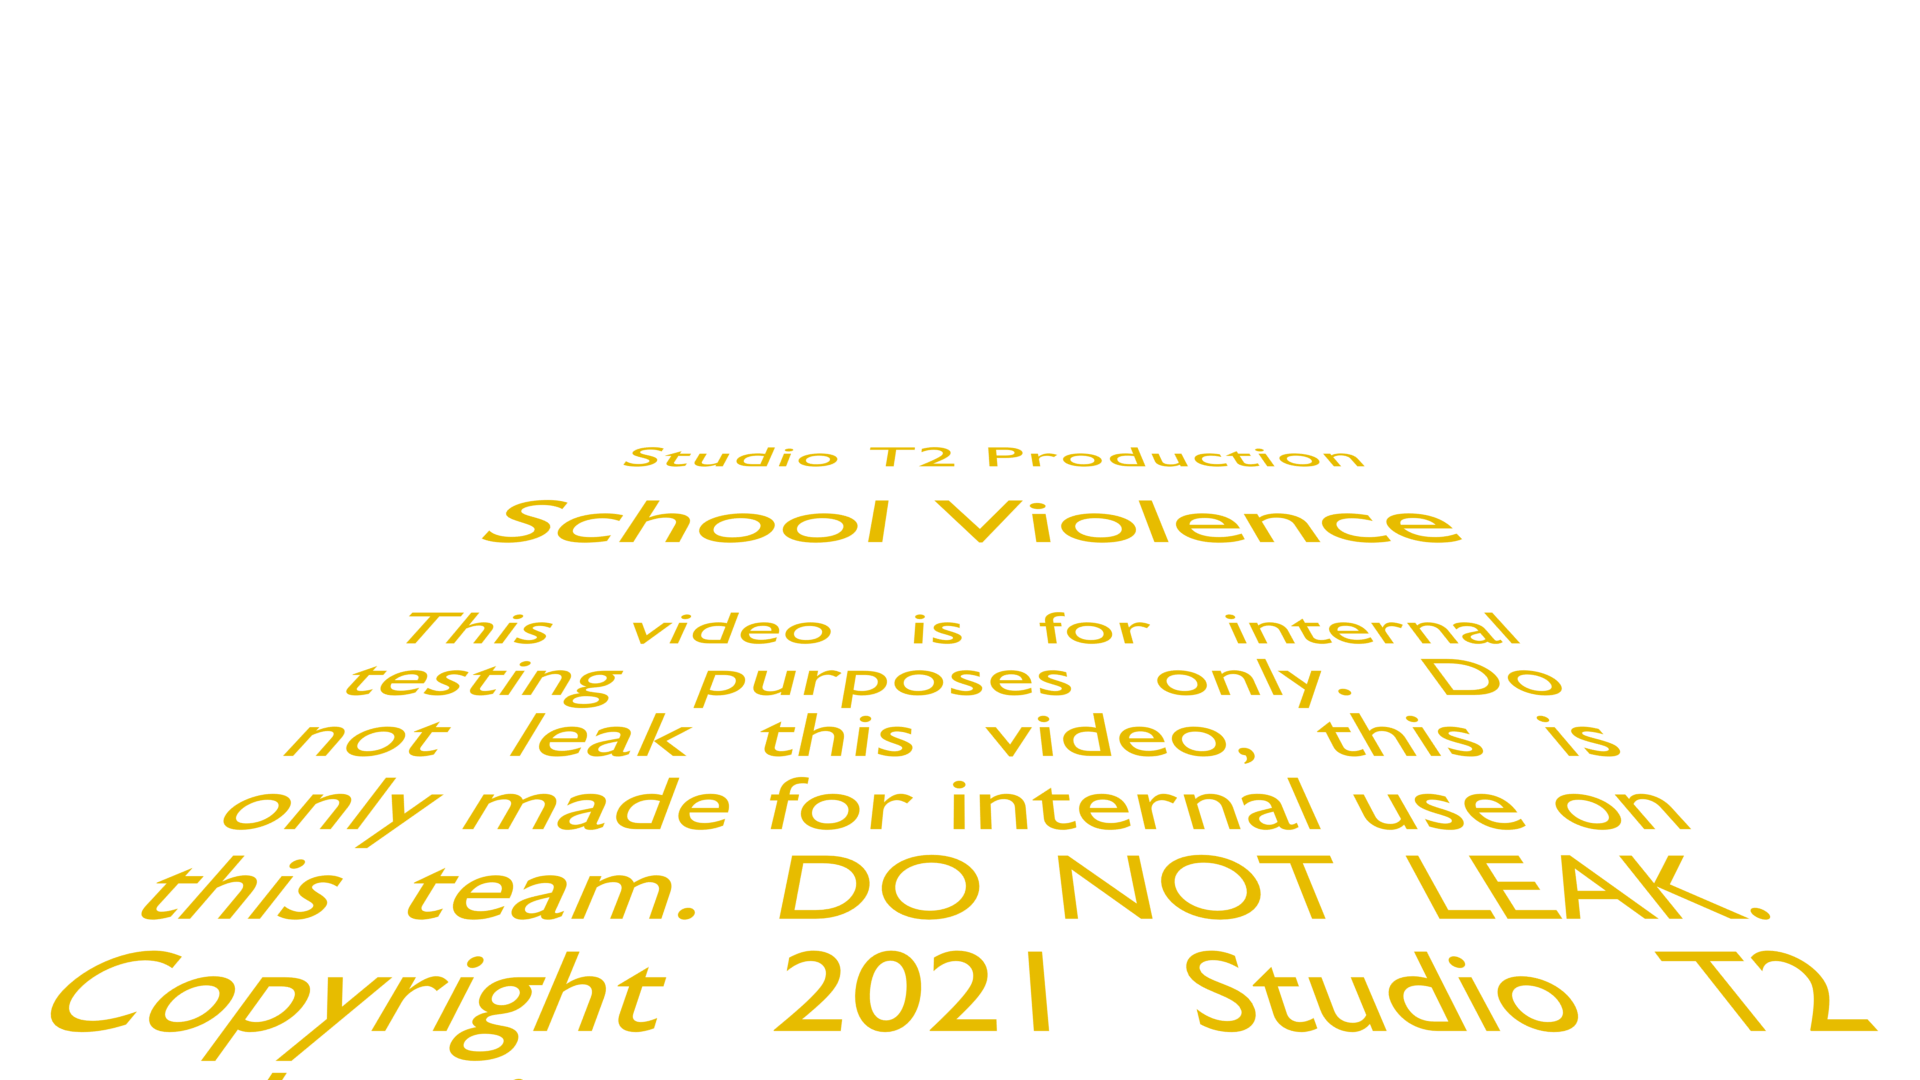 Studio T2 Production
School Violence
This video is for internal
testing purposes only. Do
not leak this video, this is
only made for internal use on
this team. DO NOT LEAK.
Copyright 2021 Studio T2